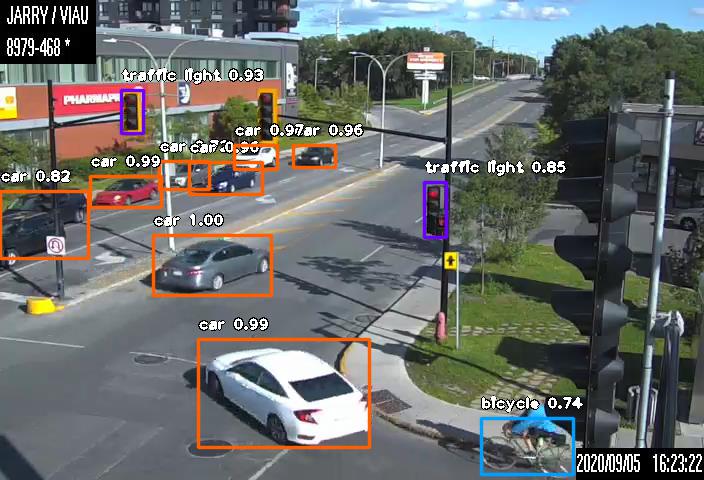 JARRY / VIAU
8979-468 *
traffic light 0.93
PHARMAP
car 0.97
car 0.96
car 0.99
car 0.82
traffic light 0.85
car 1.00
car 0.99
bicycle 0.74
2020/09/05 16:23:22